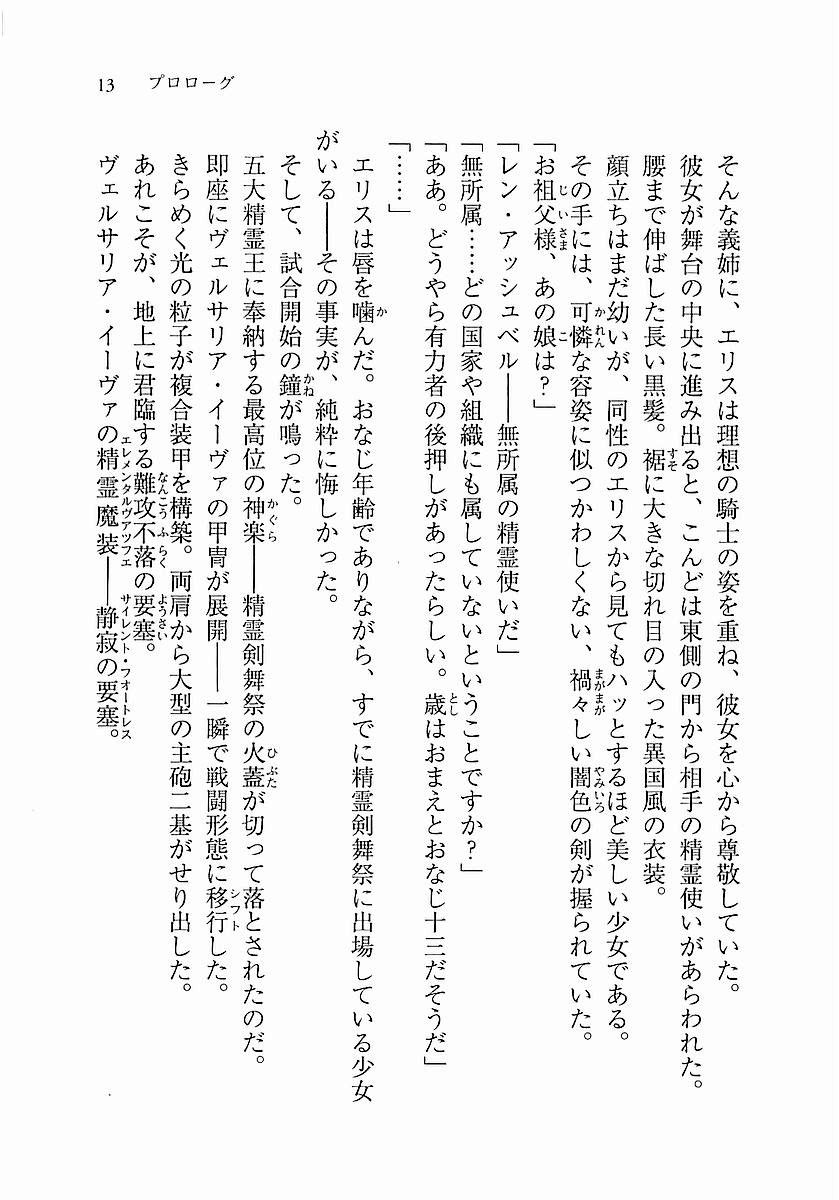 13 プロローグ
そんな義姉に、エリスは理想の騎士の姿を重ね、彼女を心から尊敬していた。
彼女が舞台の中央に進み出ると、こんどは東側の門から相手の精霊使いがあらわれた。
腰まで伸ばした長い黒髪。裾に大きな切れ目の入った異国風の衣装。
顔立ちはまだ幼いが、同性のエリスから見てもハッとするほど美しい少女である。
その手には、可憐な容姿に似つかわしくない、禍々しい闇色の剣が握られていた。
「お祖父様、あの娘は?」
「レン・アッシュベル――無所属の精霊使いだ」
「無所属……どの国家や組織にも属していないということですか?」
「ああ。どうやら有力者の後押しがあったらしい。歳はおまえとおなじ十三だそうだ」
「……」
エリスは唇を噛んだ。おなじ年齢でありながら、すでに精霊剣舞祭に出場している少女
がいる――その事実が、純粋に悔しかった。
そして、試合開始の鐘が鳴った。
五大精霊王に奉納する最高位の神楽――精霊剣舞祭の火蓋が切って落とされたのだ。
即座にヴェルサリア・イーヴァの甲冑が展開――一瞬で戦闘形態に移行した。
きらめく光の粒子が複合装甲を構築。両肩から大型の主砲二基がせり出した。
あれこそが、地上に君臨する難攻不落の要塞。
ヴェルサリア・イーヴァの精霊魔装――静寂の要塞。